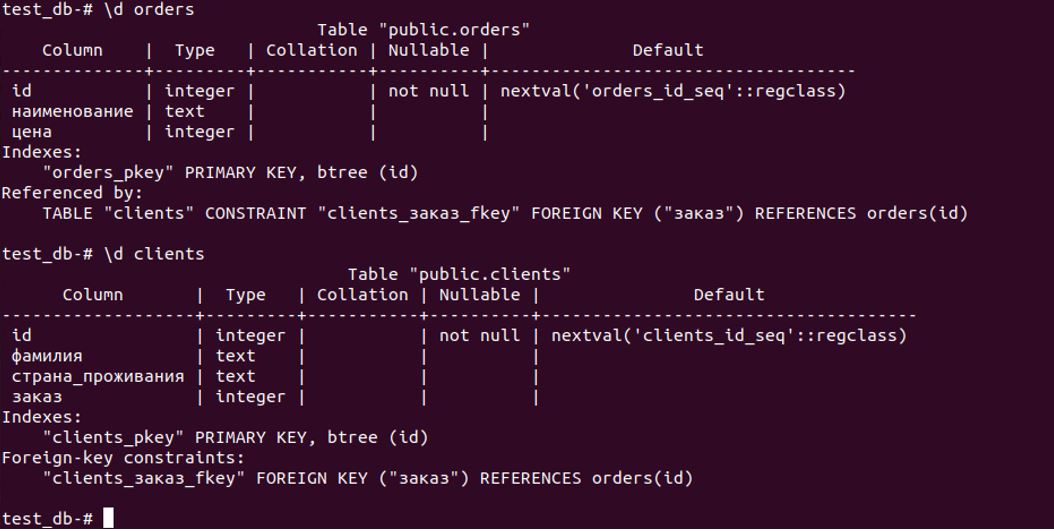 test_db-# \d orders
                               Table "public.orders"
    Column    |  Type   | Collation | Nullable |              Default
--------------+---------+-----------+----------+------------------------------------
 id           | integer |           | not null | nextval('orders_id_seq'::regclass)
 наименование | text    |           |          |
 цена         | integer |           |          |
Indexes:
    "orders_pkey" PRIMARY KEY, btree (id)
Referenced by:
    TABLE "clients" CONSTRAINT "clients_заказ_fkey" FOREIGN KEY ("заказ") REFERENCES orders(id)

test_db-# \d clients
                                  Table "public.clients"
      Column       |  Type   | Collation | Nullable |               Default
-------------------+---------+-----------+----------+-------------------------------------
 id                | integer |           | not null | nextval('clients_id_seq'::regclass)
 фамилия           | text    |           |          |
 страна_проживания | text    |           |          |
 заказ             | integer |           |          |
Indexes:
    "clients_pkey" PRIMARY KEY, btree (id)
Foreign-key constraints:
    "clients_заказ_fkey" FOREIGN KEY ("заказ") REFERENCES orders(id)

test_db-#